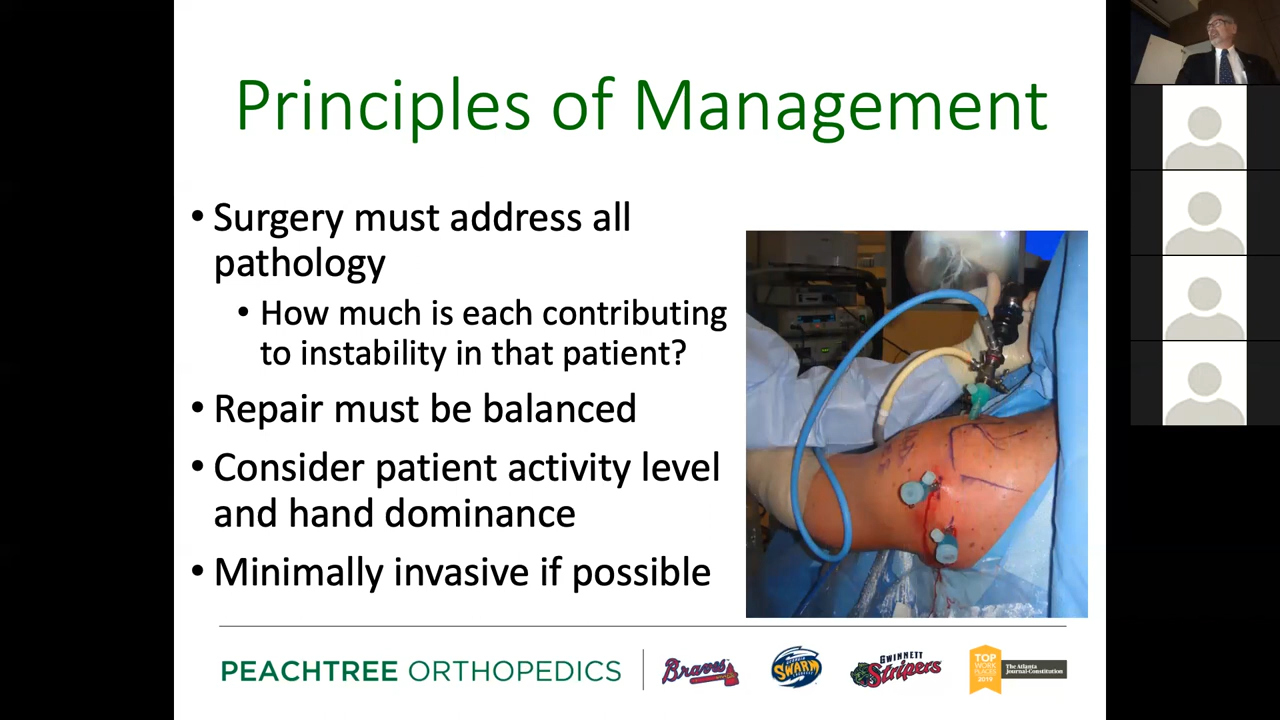 Principles of Management
• Surgery must address all
pathology
• How much is each contributing
to instability in that patient?
• Repair must be balanced
• Consider patient activity level
and hand dominance
• Minimally invasive if possible
PEACHTREE ORTHOPEDICS
Braves
SWARM
GWINNETT
Stripers
TOP
WORK
PLACES
2019
The Atlanta
Journal-Constitution